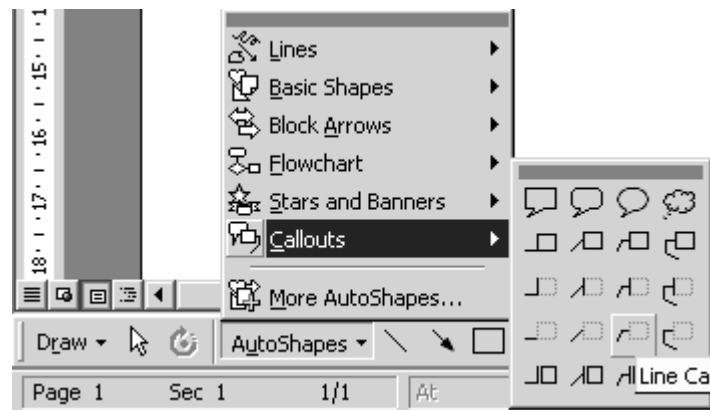 Lines
Basic Shapes
Block Arrows
Flowchart
Stars and Banners
Callouts
More AutoShapes...
14
15
16
17
18
Draw
AutoShapes
Line Ca
Page 1 Sec 1 1/1 At